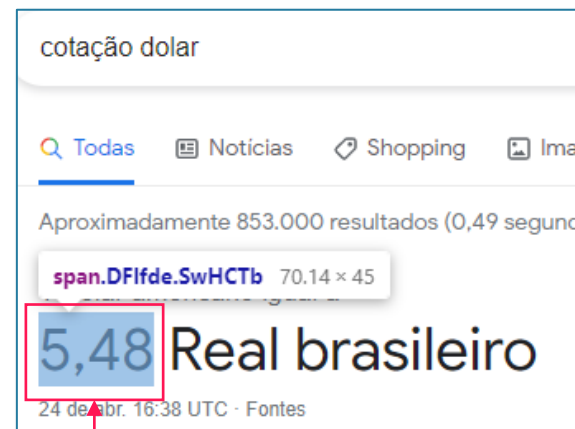 cotação dolar
Todas Notícias Shopping Ima
Aproximadamente 853.000 resultados (0,49 segund
span.DFlfde.SwHCTb 70.14 × 45
5,48 Real brasileiro
24 de abr. 16:38 UTC · Fontes